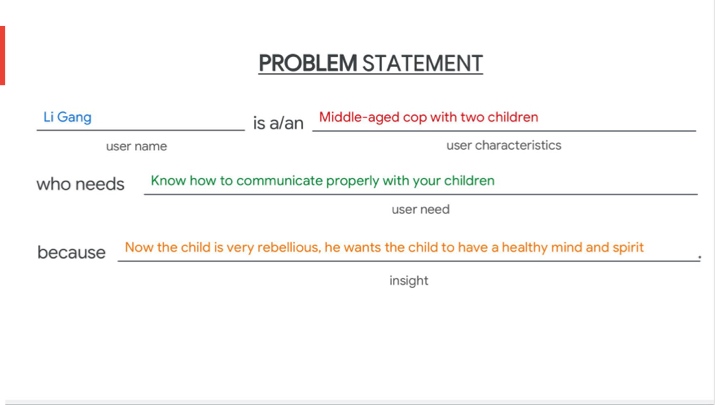 PROBLEM STATEMENT
Li Gang is a/an Middle-aged cop with two children
user name user characteristics
who needs Know how to communicate properly with your children
user need
because Now the child is very rebellious, he wants the child to have a healthy mind and spirit.
insight